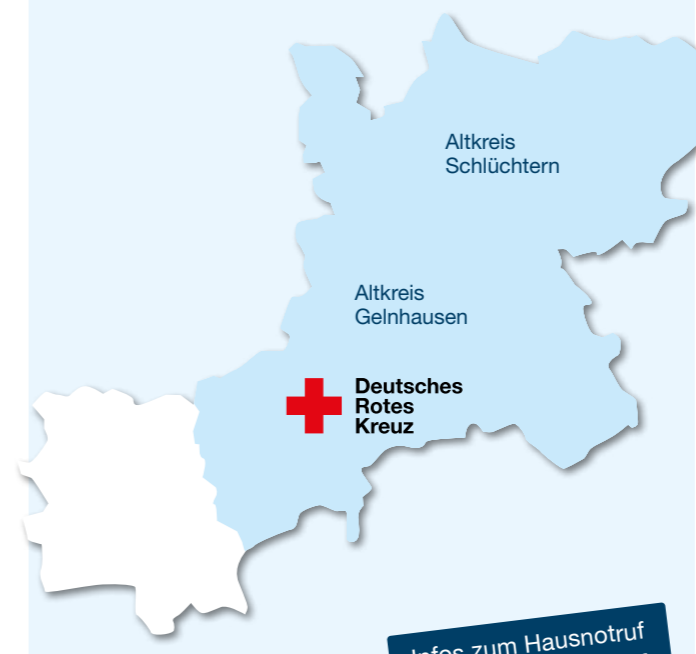 Altkreis
Schlüchtern
Altkreis
Gelnhausen
Deutsches
Rotes
Kreuz
Infos zum Hausnotruf